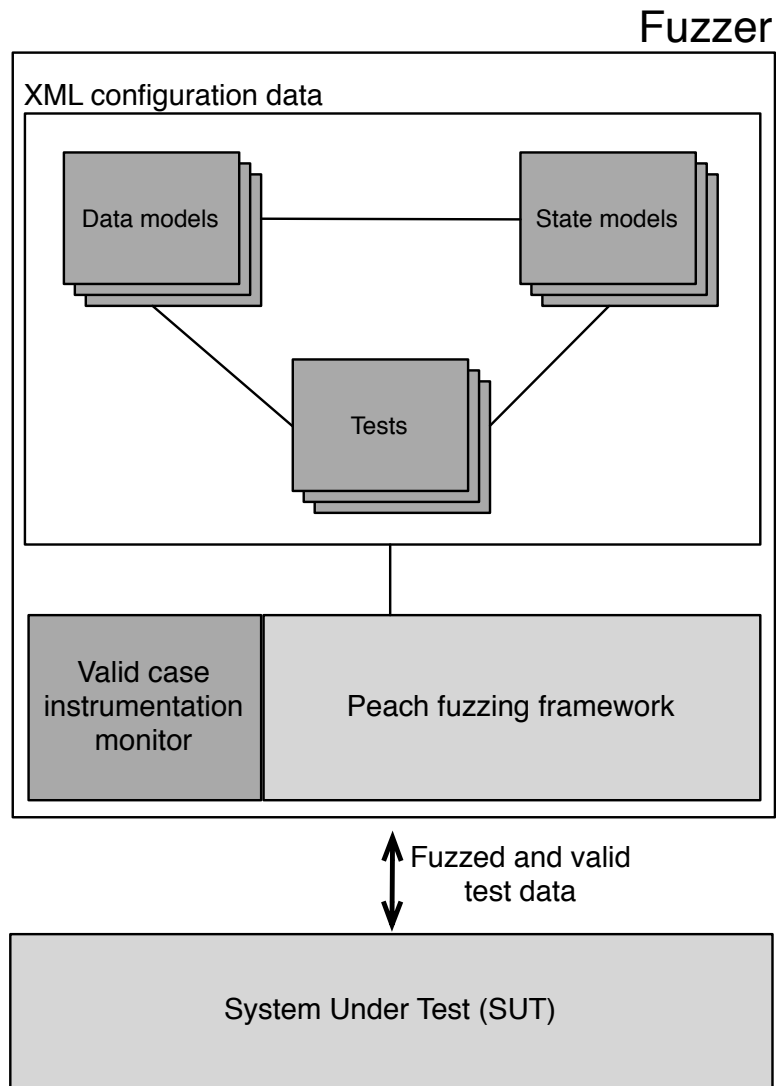 Fuzzer
XML configuration data
Data models
State models
Tests
Valid case
instrumentation
monitor
Peach fuzzing framework
Fuzzed and valid
test data
System Under Test (SUT)